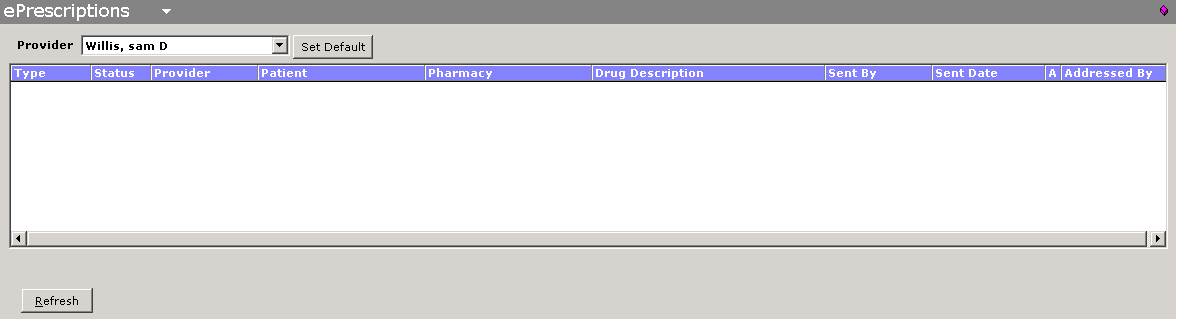 ePrescriptions
Provider Willis, sam D Set Default
Type Status Provider Patient Pharmacy Drug Description Sent By Sent Date A Addressed By
Refresh